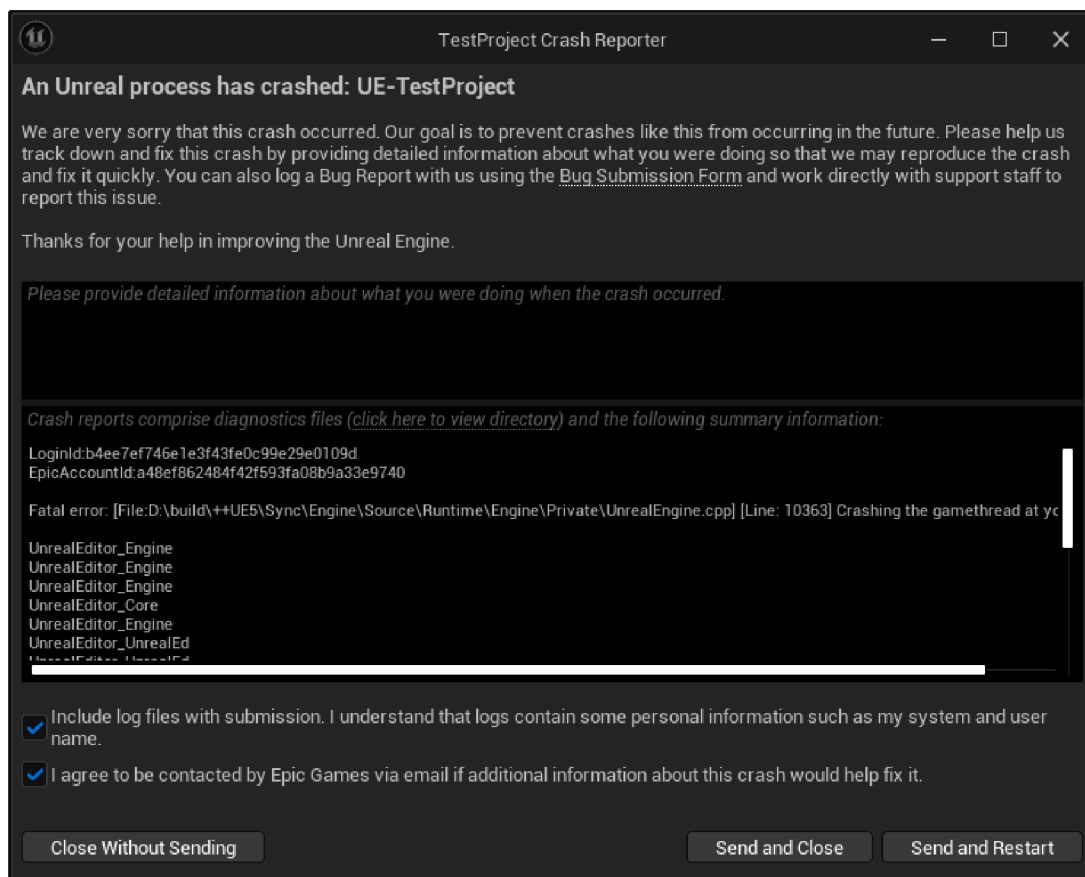 TestProject Crash Reporter
An Unreal process has crashed: UE-TestProject
We are very sorry that this crash occurred. Our goal is to prevent crashes like this from occurring in the future. Please help us
track down and fix this crash by providing detailed information about what you were doing so that we may reproduce the crash
and fix it quickly. You can also log a Bug Report with us using the Bug Submission Form and work directly with support staff to
report this issue.
Thanks for your help in improving the Unreal Engine.
Please provide detailed information about what you were doing when the crash occurred.
Crash reports comprise diagnostics files (click here to view directory) and the following summary information:
LoginId:b4ee7ef746e1e3f43fe0c99e29e0109d
EpicAccountId:a48ef862484f42f593fa08b9a33e9740
Fatal error: [File:D:\build\++UE5\Sync\Engine\Source\Runtime\Engine\Private\UnrealEngine.cpp] [Line: 10363] Crashing the gamethread at
UnrealEditor_Engine
UnrealEditor_Engine
UnrealEditor_Engine
UnrealEditor_Core
UnrealEditor_Engine
UnrealEditor_UnrealEd
Include log files with submission. I understand that logs contain some personal information such as my system and user
name.
I agree to be contacted by Epic Games via email if additional information about this crash would help fix it.
Close Without Sending
Send and Close
Send and Restart